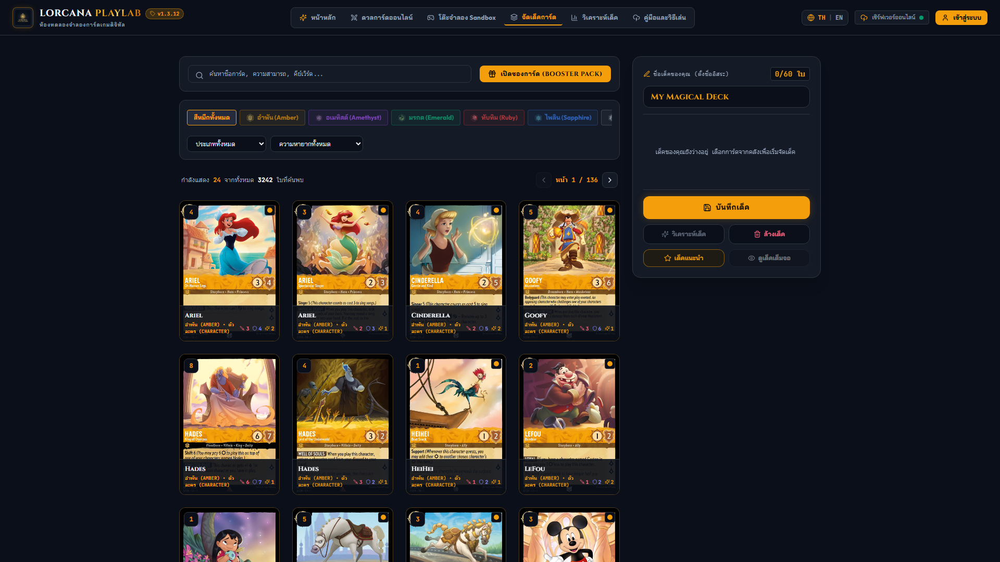 LORCANA PLAYLAB
v1.3.12
ห้องทดลองจำลองการ์ดเกมดิจิทัล
หน้าหลัก
ดวลการ์ดออนไลน์
โต๊ะจำลอง Sandbox
จัดเด็คการ์ด
วิเคราะห์เด็ค
คู่มือและวิธีเล่น
TH | EN
เซิร์ฟเวอร์ออนไลน์
เข้าสู่ระบบ
ค้นหาชื่อการ์ด, ความสามารถ, คีย์เวิร์ด...
เปิดซองการ์ด (BOOSTER PACK)
สีหมึกทั้งหมด
อำพัน (Amber)
อเมทิสต์ (Amethyst)
มรกต (Emerald)
ทับทิม (Ruby)
ไพลิน (Sapphire)
ประเภททั้งหมด
ความหายากทั้งหมด
กำลังแสดง 24 จากทั้งหมด 3242 ใบที่ค้นพบ
หน้า 1 / 136
ชื่อเด็คของคุณ (ตั้งชื่ออิสระ)
0/60 ใบ
My Magical Deck
เด็คของคุณยังว่างอยู่ เลือกการ์ดจากคลังเพื่อเริ่มจัดเด็ค
บันทึกเด็ค
วิเคราะห์เด็ค
ล้างเด็ค
เด็คแนะนำ
ดูเด็คเต็มจอ
4
ARIEL
On Human Legs
3 4
Storyborn • Hero • Princess
Ariel
อำพัน (AMBER) • ตัว
ละคร (CHARACTER)
3 4 2
3
ARIEL
Spectacular Singer
2 3
Storyborn • Hero • Princess
Singer 5 (This character counts as cost 5 to sing songs.)
Ariel
อำพัน (AMBER) • ตัว
ละคร (CHARACTER)
2 3 1
4
CINDERELLA
Gentle and Kind
2 5
Storyborn • Hero • Princess
Singer 5 (This character counts as cost 5 to sing
Cinderella
อำพัน (AMBER) • ตัว
ละคร (CHARACTER)
2 5 2
5
GOOFY
Musketeer
3 6
Dreamborn • Hero • Musketeer
Bodyguard (This character may enter play exerted. An
opposing character who challenges one of your characters
Goofy
อำพัน (AMBER) • ตัว
ละคร (CHARACTER)
3 6 1
8
HADES
King of Olympus
6 7
Floodborn • Villain • King • Deity
Shift 6 (You may pay 6 to play this on top of
one of your characters named Hades.)
Hades
อำพัน (AMBER) • ตัว
ละคร (CHARACTER)
6 7 1
4
HADES
Lord of the Underworld
3 2
Storyborn • Villain • Deity
WELL OF SOULS When you play this character,
Hades
อำพัน (AMBER) • ตัว
ละคร (CHARACTER)
3 2 1
1
HEIHEI
Boat Snack
1 2
Storyborn • Ally
Support (Whenever this character quests, you
may add their to another chosen character's
this turn.)
HeiHei
อำพัน (AMBER) • ตัว
ละคร (CHARACTER)
1 2 1
2
LEFOU
Bumbler
1 2
Storyborn • Ally
LeFou
อำพัน (AMBER) • ตัว
ละคร (CHARACTER)
1 2 2
1
5
3
3